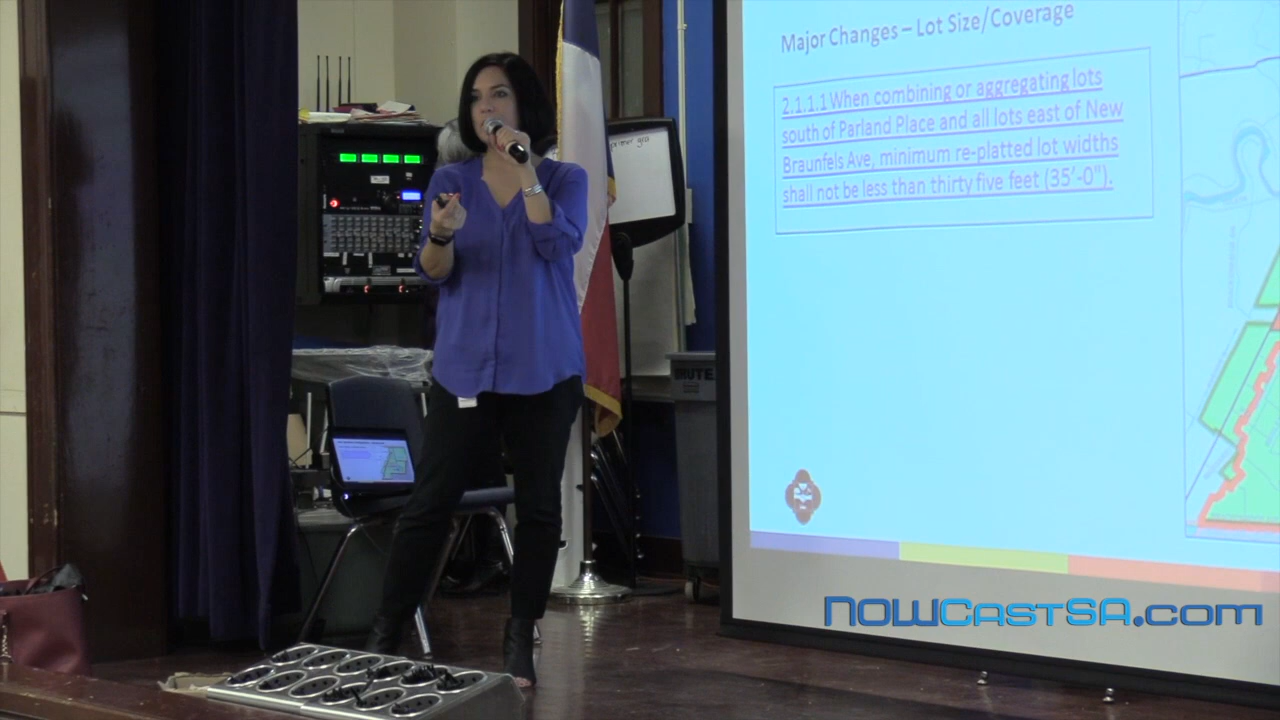 Major Changes – Lot Size/Coverage
2.1.1.1 When combining or aggregating lots
south of Parland Place and all lots east of New
Braunfels Ave, minimum re-platted lot widths
shall not be less than thirty five feet (35'-0").
NOWCastSA.com